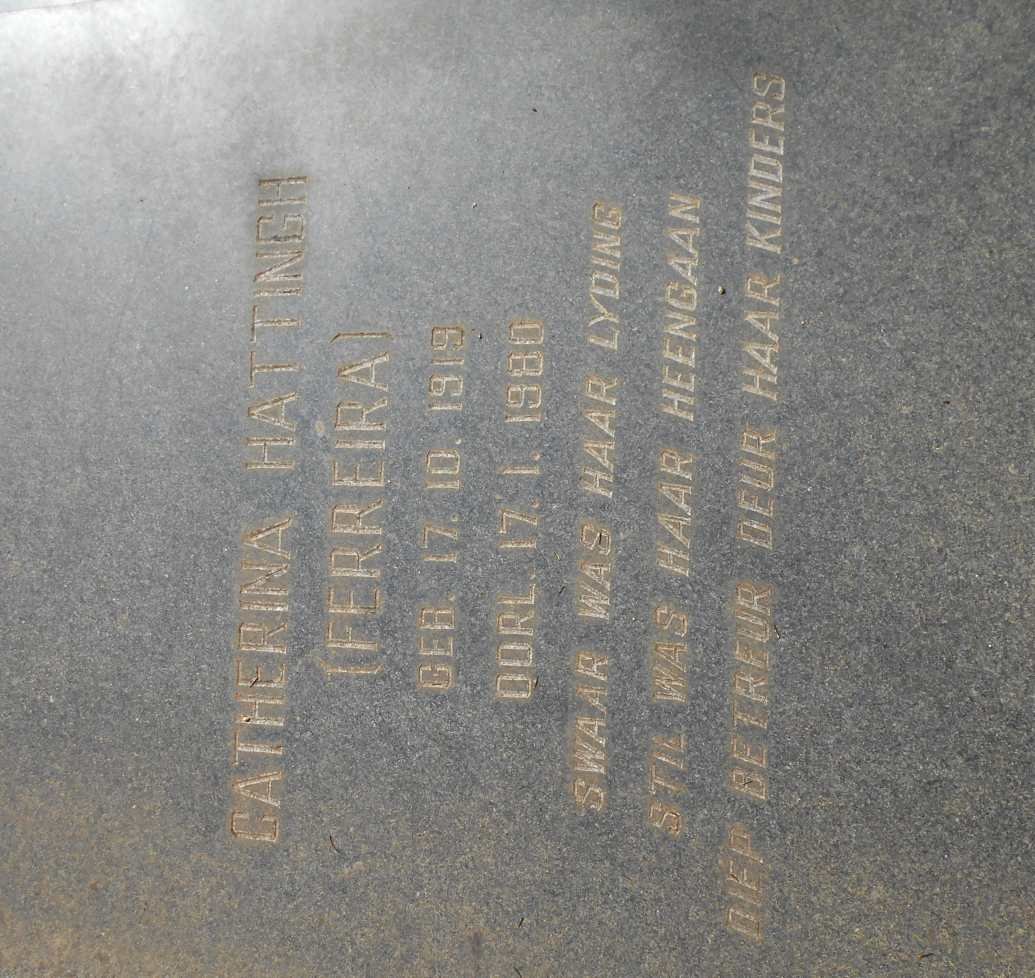 CATHERINA HATTINGH
(FERREIRA)
GEB. 17. 10. 1919
OORL. 17. 1. 1980
SWAAR WAS HAAR LYDING
STIL WAS HAAR HEENGAAN
DIEP BETREUR DEUR HAAR KINDERS